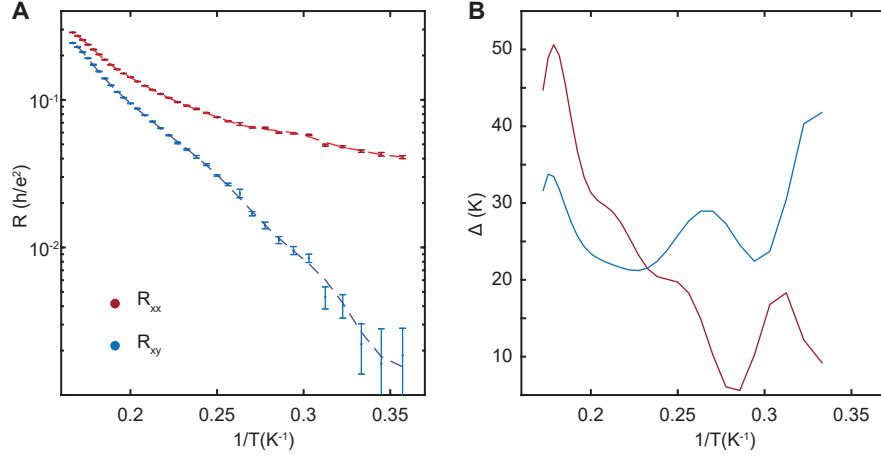 A
R (h/e²)
10⁻¹
10⁻²
R_xx
R_xy
0.2
0.25
0.3
0.35
1/T(K⁻¹)
B
Δ (K)
50
40
30
20
10
0.2
0.25
0.3
0.35
1/T(K⁻¹)